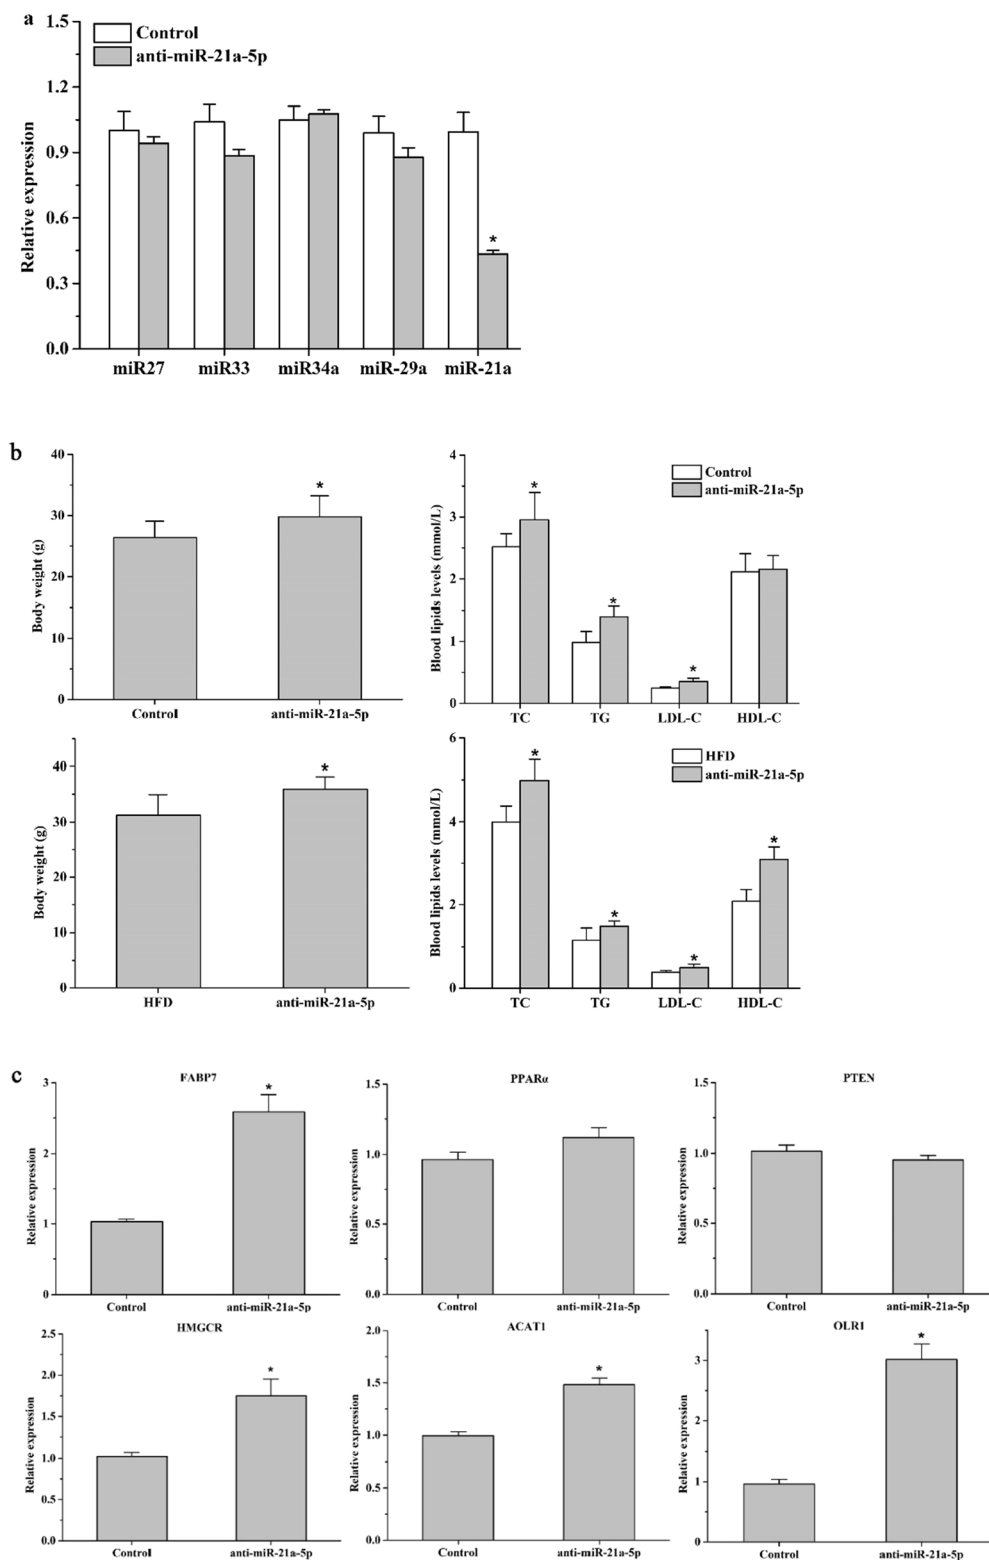 a
1.5
1.2
0.9
0.6
0.3
0.0
Relative expression
Control
anti-miR-21a-5p
*
miR27 miR33 miR34a miR-29a miR-21a
b
40
30
20
10
0
Body weight (g)
*
Control anti-miR-21a-5p
4
3
2
1
0
Blood lipids levels (mmol/L)
Control
anti-miR-21a-5p
* * *
TC TG LDL-C HDL-C
40
30
20
10
0
Body weight (g)
*
HFD anti-miR-21a-5p
6
4
2
0
Blood lipids levels (mmol/L)
HFD
anti-miR-21a-5p
* * * *
TC TG LDL-C HDL-C
c
FABP7
3
2
1
0
Relative expression
*
Control anti-miR-21a-5p
PPARα
1.5
1.0
0.5
0.0
Relative expression
Control anti-miR-21a-5p
PTEN
1.5
1.0
0.5
0.0
Relative expression
Control anti-miR-21a-5p
HMGCR
2.5
2.0
1.5
1.0
0.5
0.0
Relative expression
*
Control anti-miR-21a-5p
ACAT1
2.0
1.5
1.0
0.5
0.0
Relative expression
*
Control anti-miR-21a-5p
OLR1
3
2
1
0
Relative expression
*
Control anti-miR-21a-5p